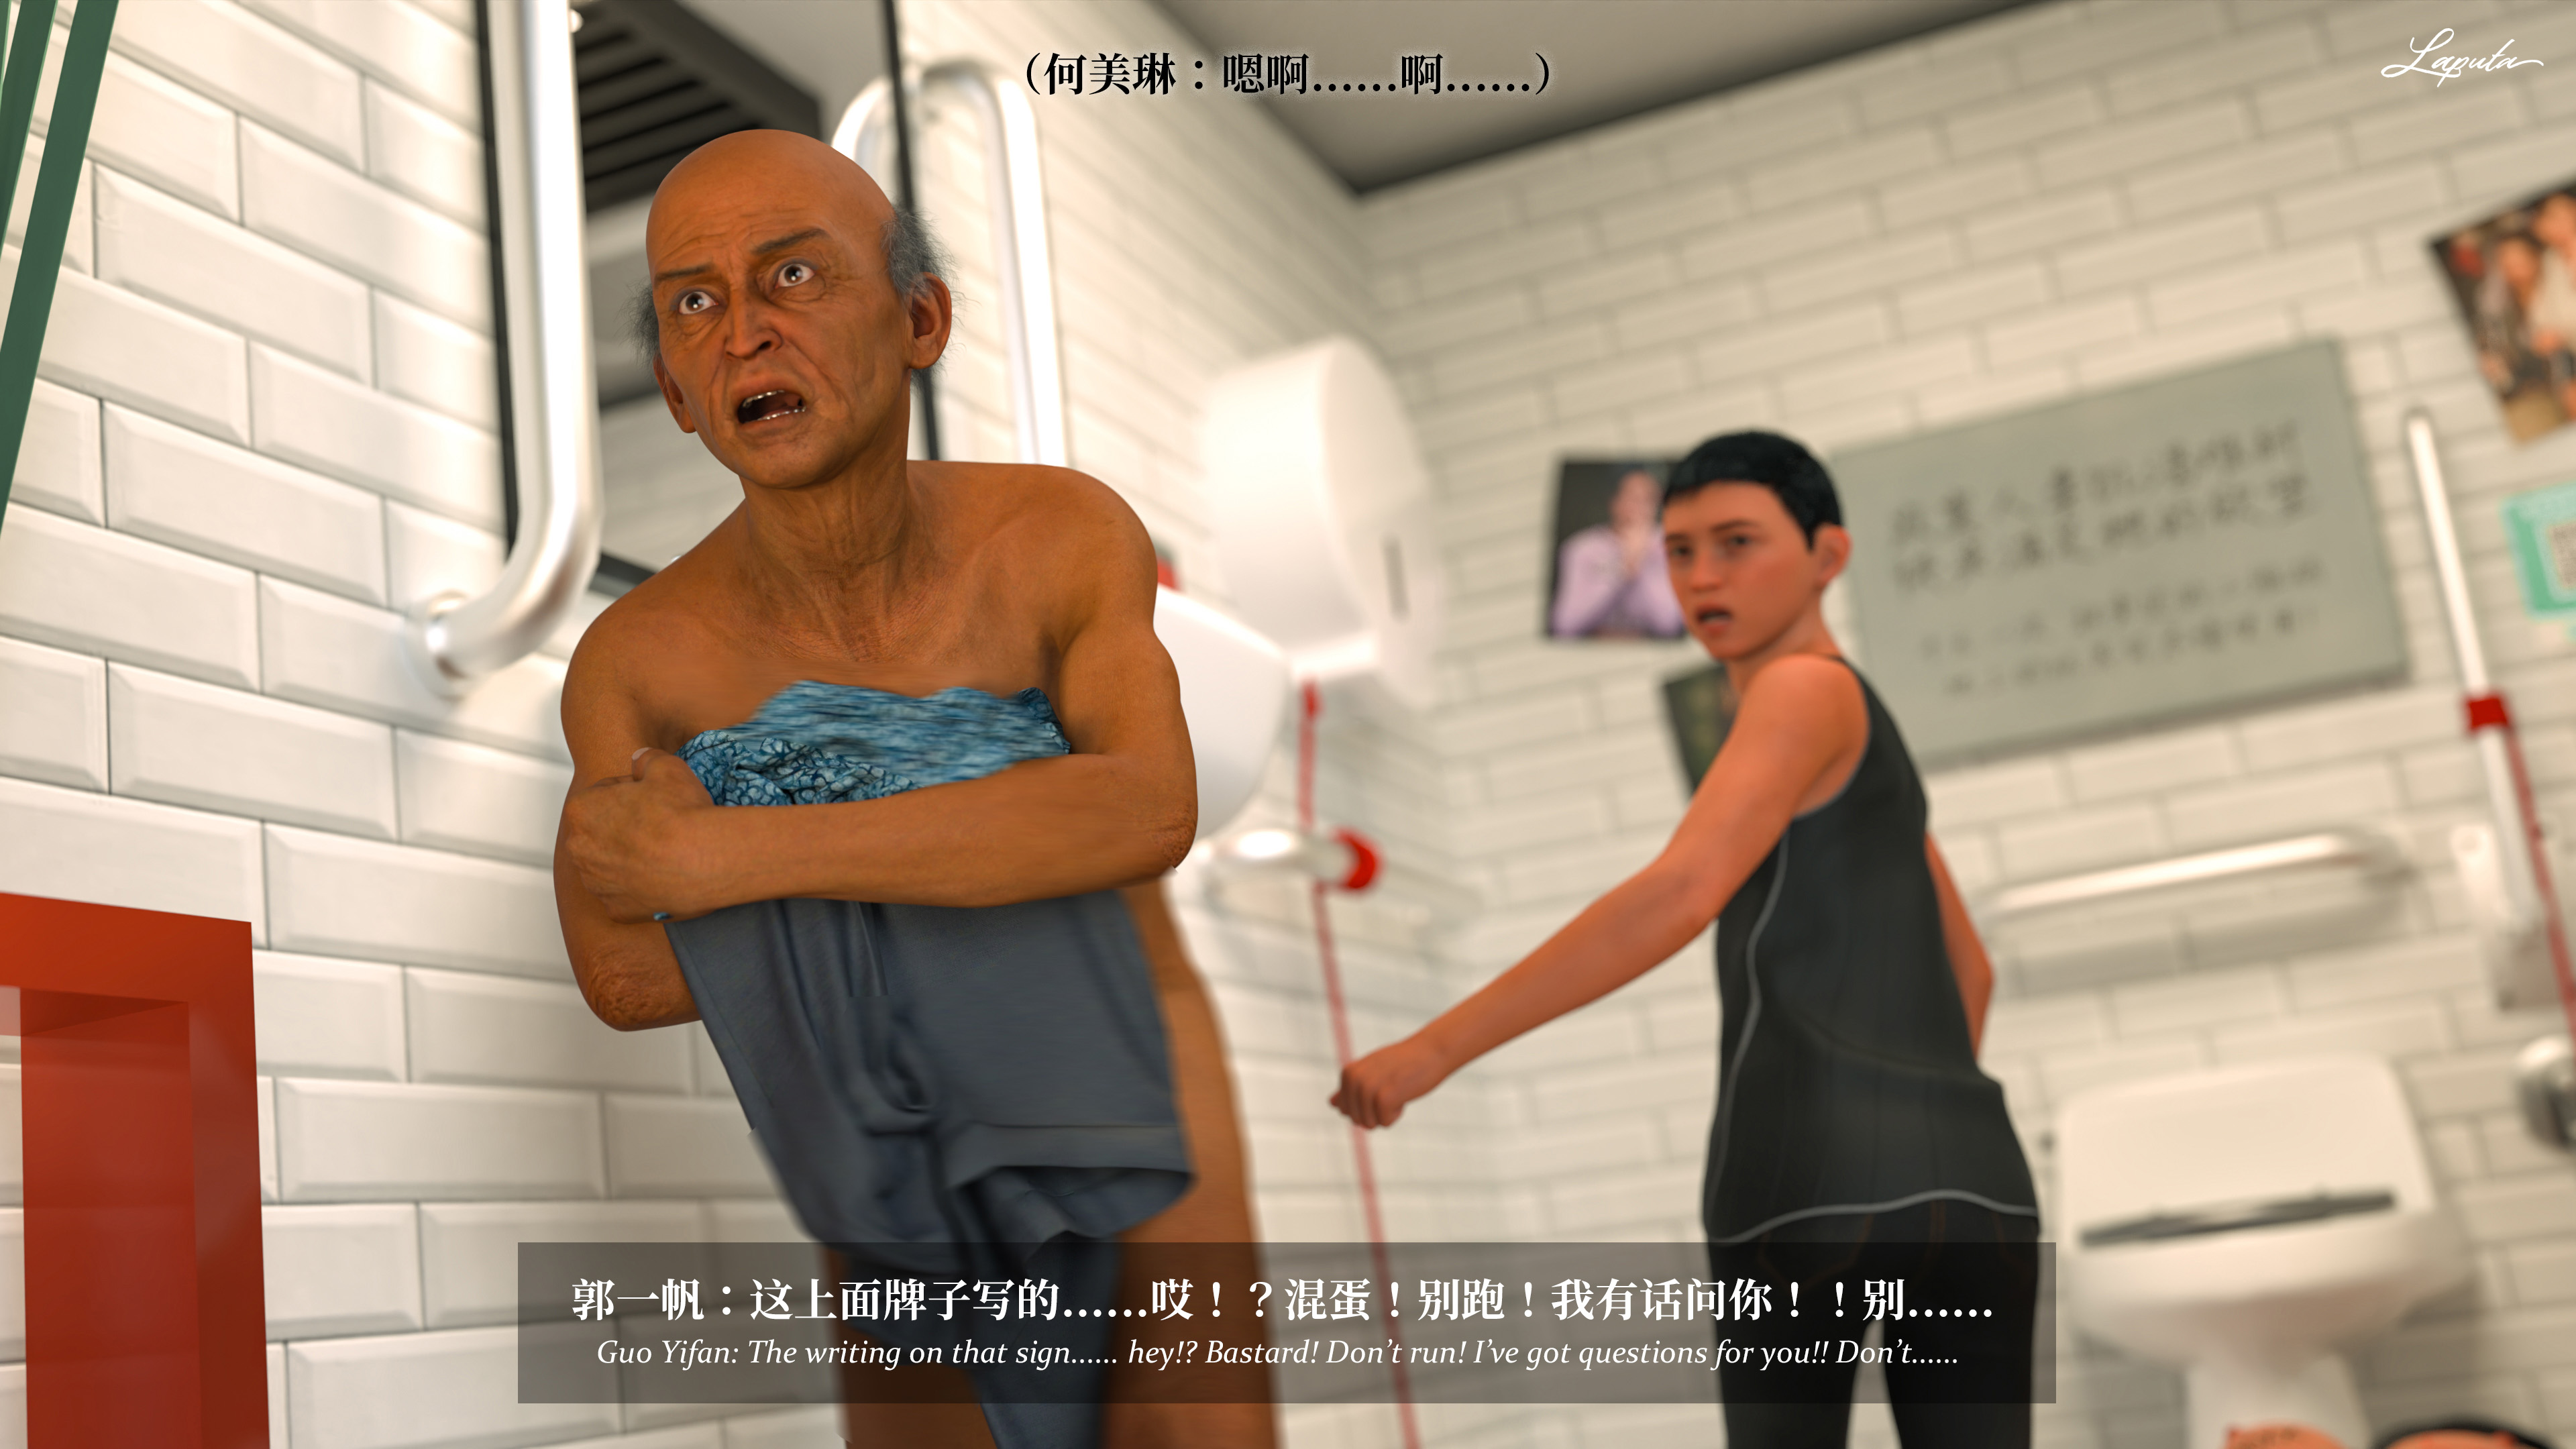 (何美琳：嗯啊……啊……)
Laputa
郭一帆：这上面牌子写的……哎！？混蛋！别跑！我有话问你！！别……
Guo Yifan: The writing on that sign…… hey!? Bastard! Don't run! I've got questions for you!! Don't……